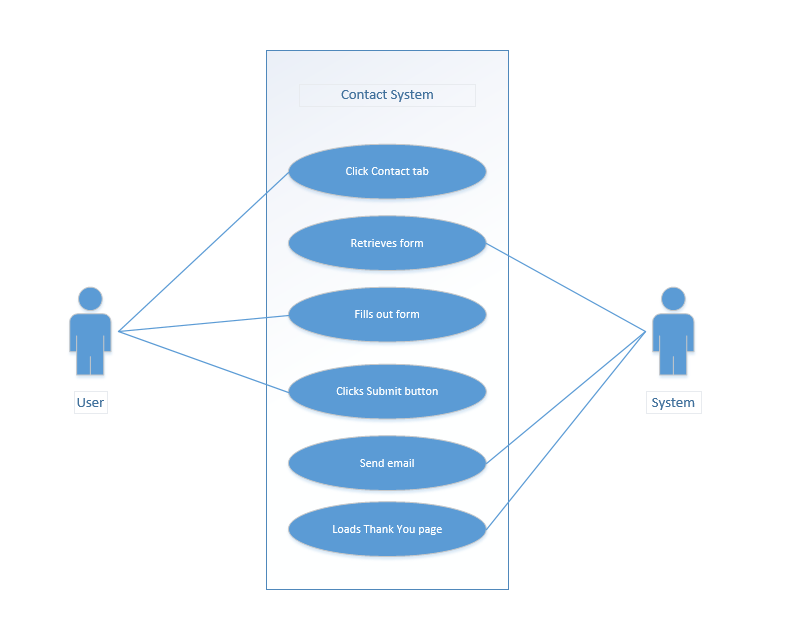 Contact System
Click Contact tab
Retrieves form
Fills out form
Clicks Submit button
User
System
Send email
Loads Thank You page